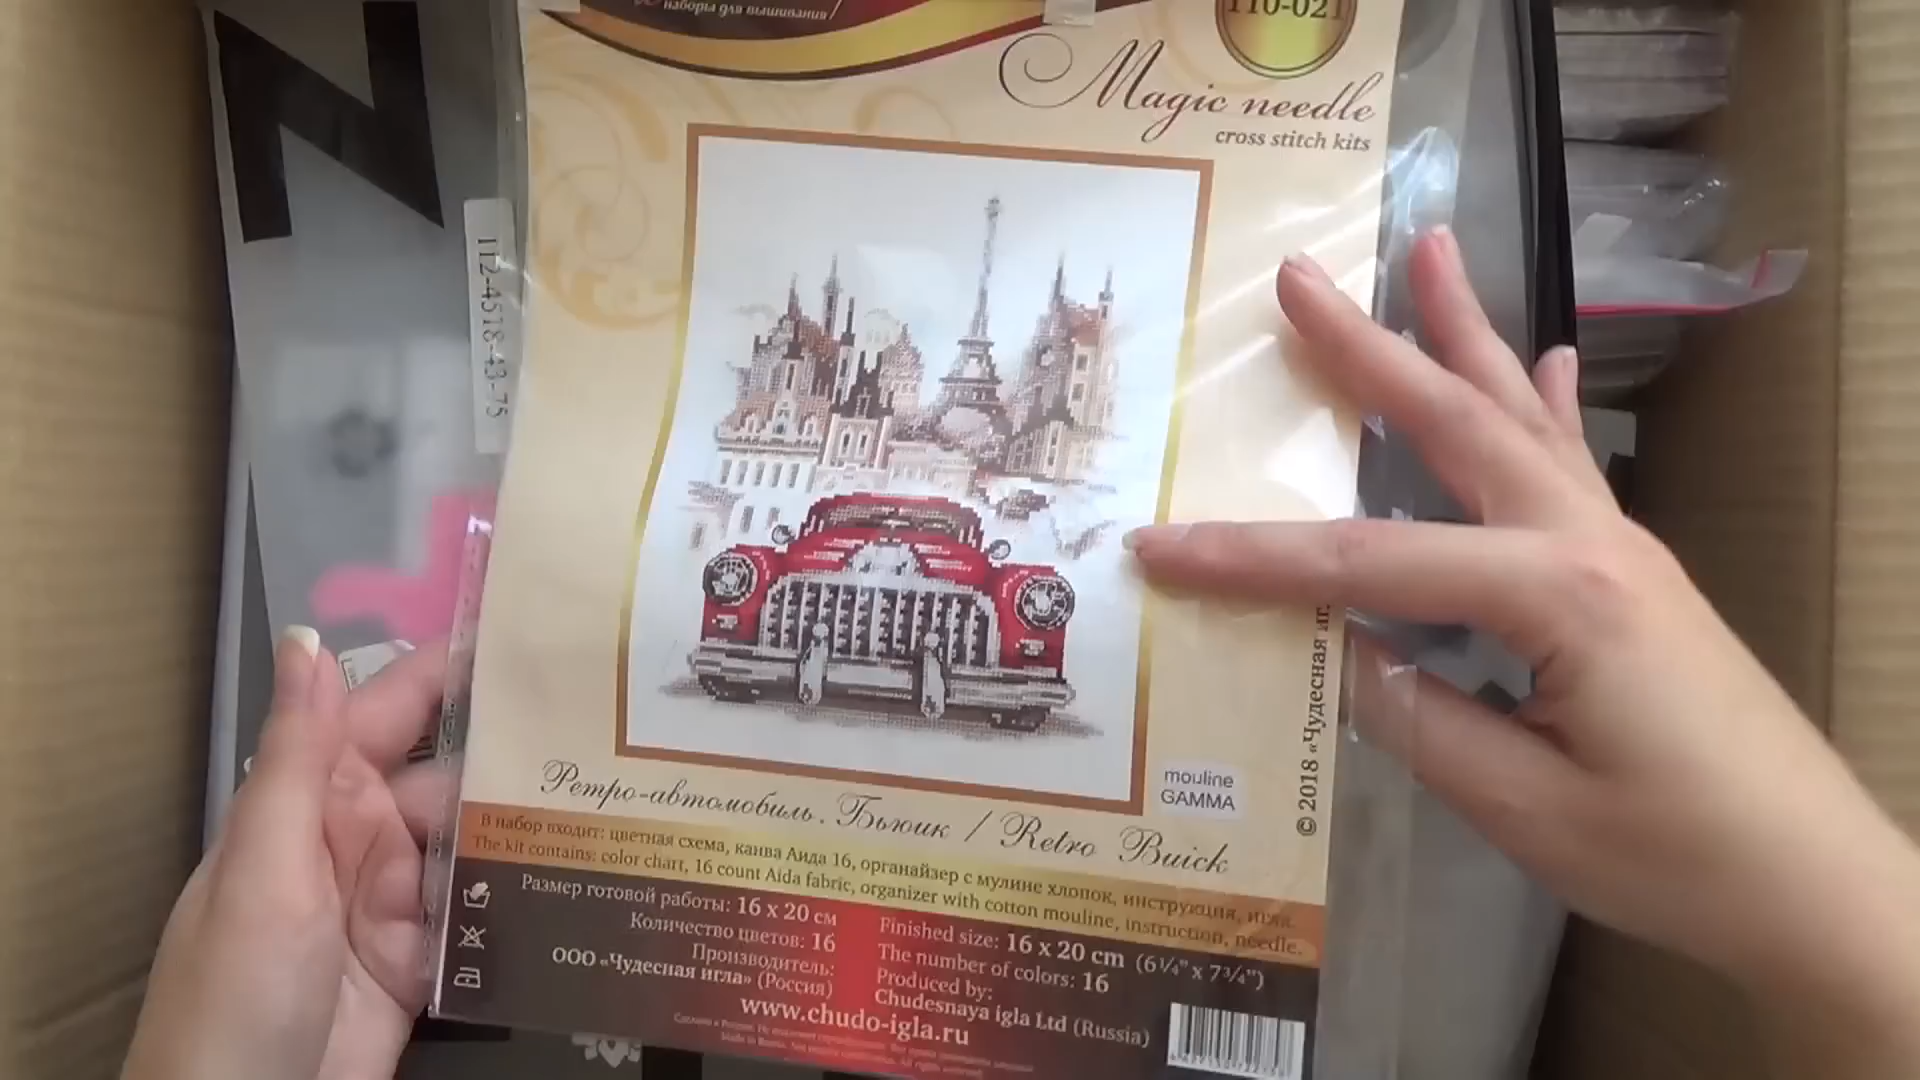 наборы для вышивания/
110-021
Magic needle
cross stitch kits
112-4518-43-75
mouline
GAMMA
© 2018 «Чудесная иг.
Ретро-автомобиль. Бьюик / Retro Buick
В набор входит: цветная схема, канва Аида 16, органайзер с мулине хлопок, инструкция, игла.
The kit contains: color chart, 16 count Aida fabric, organizer with cotton mouline, instruction, needle.
Размер готовой работы: 16 x 20 см
Количество цветов: 16
Производитель:
ООО «Чудесная игла» (Россия)
Finished size: 16 x 20 cm (6¼" x 7¾")
The number of colors: 16
Produced by:
Chudesnaya igla Ltd (Russia)
www.chudo-igla.ru